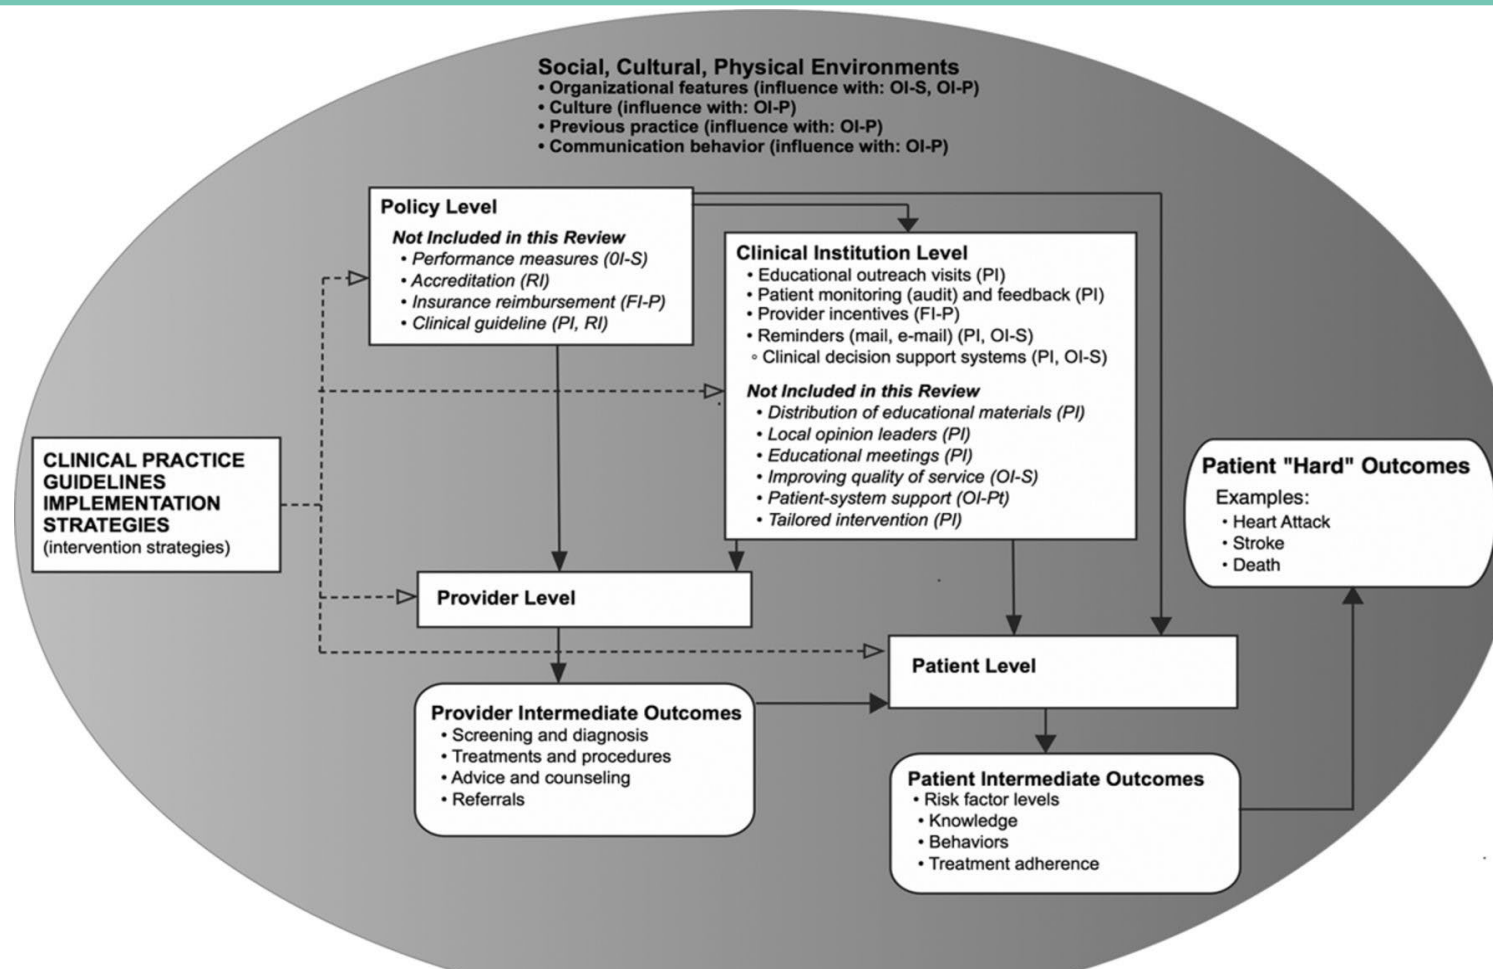 Social, Cultural, Physical Environments
• Organizational features (influence with: OI-S, OI-P)
• Culture (influence with: OI-P)
• Previous practice (influence with: OI-P)
• Communication behavior (influence with: OI-P)
Policy Level
Not Included in this Review
• Performance measures (0I-S)
• Accreditation (RI)
• Insurance reimbursement (FI-P)
• Clinical guideline (PI, RI)
Clinical Institution Level
• Educational outreach visits (PI)
• Patient monitoring (audit) and feedback (PI)
• Provider incentives (FI-P)
• Reminders (mail, e-mail) (PI, OI-S)
◦ Clinical decision support systems (PI, OI-S)
Not Included in this Review
• Distribution of educational materials (PI)
• Local opinion leaders (PI)
• Educational meetings (PI)
• Improving quality of service (OI-S)
• Patient-system support (OI-Pt)
• Tailored intervention (PI)
CLINICAL PRACTICE
GUIDELINES
IMPLEMENTATION
STRATEGIES
(intervention strategies)
Patient "Hard" Outcomes
Examples:
• Heart Attack
• Stroke
• Death
Provider Level
Patient Level
Provider Intermediate Outcomes
• Screening and diagnosis
• Treatments and procedures
• Advice and counseling
• Referrals
Patient Intermediate Outcomes
• Risk factor levels
• Knowledge
• Behaviors
• Treatment adherence